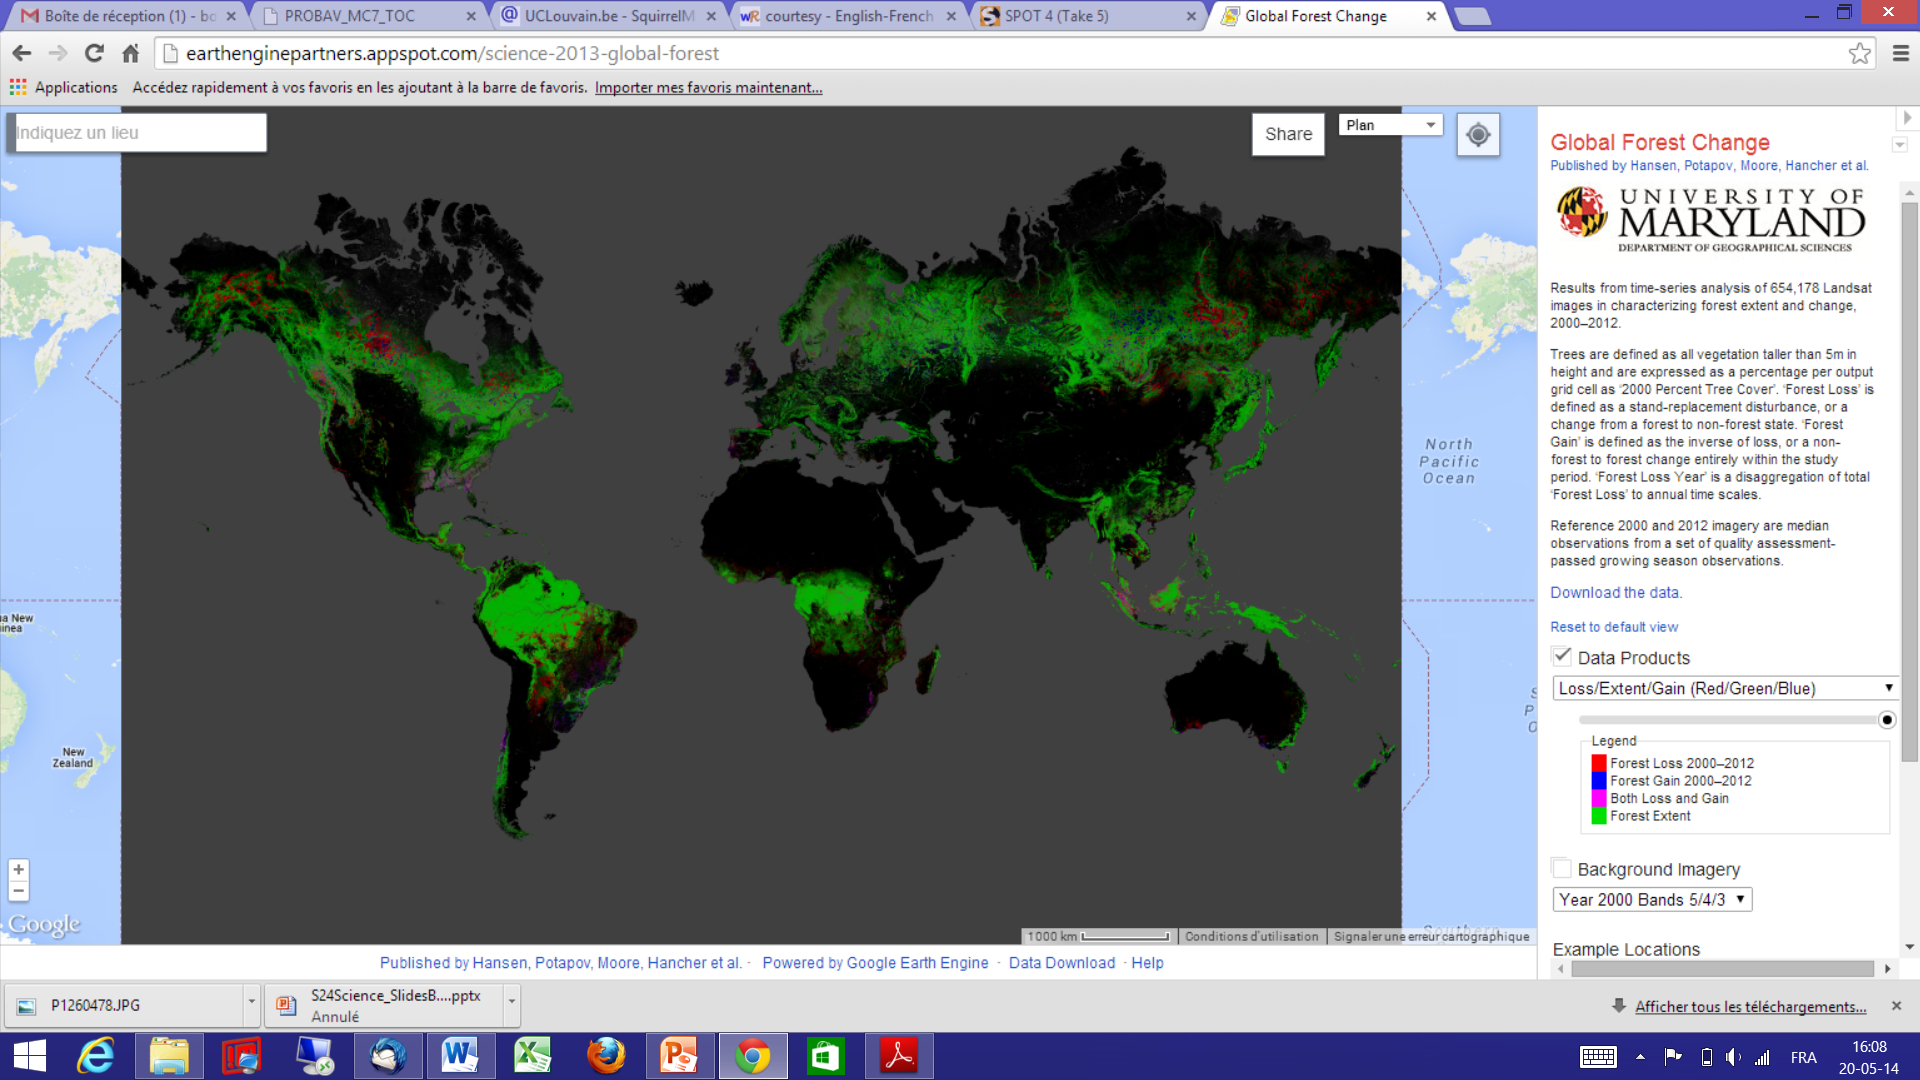 Boîte de réception (1) - bo
PROBAV_MC7_TOC
UCLouvain.be - SquirrelM
courtesy - English-French
SPOT 4 (Take 5)
Global Forest Change
earthenginepartners.appspot.com/science-2013-global-forest
Applications Accédez rapidement à vos favoris en les ajoutant à la barre de favoris. Importer mes favoris maintenant...
Indiquez un lieu
Share
Plan
North
Pacific
Ocean
New
Zealand
Google
1000 km
Conditions d'utilisation
Signaler une erreur cartographique
Global Forest Change
Published by Hansen, Potapov, Moore, Hancher et al.
UNIVERSITY OF
MARYLAND
DEPARTMENT OF GEOGRAPHICAL SCIENCES
Results from time-series analysis of 654,178 Landsat
images in characterizing forest extent and change,
2000–2012.
Trees are defined as all vegetation taller than 5m in
height and are expressed as a percentage per output
grid cell as '2000 Percent Tree Cover'. 'Forest Loss' is
defined as a stand-replacement disturbance, or a
change from a forest to non-forest state. 'Forest
Gain' is defined as the inverse of loss, or a non-
forest to forest change entirely within the study
period. 'Forest Loss Year' is a disaggregation of total
'Forest Loss' to annual time scales.
Reference 2000 and 2012 imagery are median
observations from a set of quality assessment-
passed growing season observations.
Download the data.
Reset to default view
Data Products
Loss/Extent/Gain (Red/Green/Blue)
Legend
Forest Loss 2000–2012
Forest Gain 2000–2012
Both Loss and Gain
Forest Extent
Background Imagery
Year 2000 Bands 5/4/3
Example Locations
Published by Hansen, Potapov, Moore, Hancher et al. · Powered by Google Earth Engine · Data Download · Help
P1260478.JPG
S24Science_SlidesB....pptx
Annulé
Afficher tous les téléchargements...
FRA
16:08
20-05-14